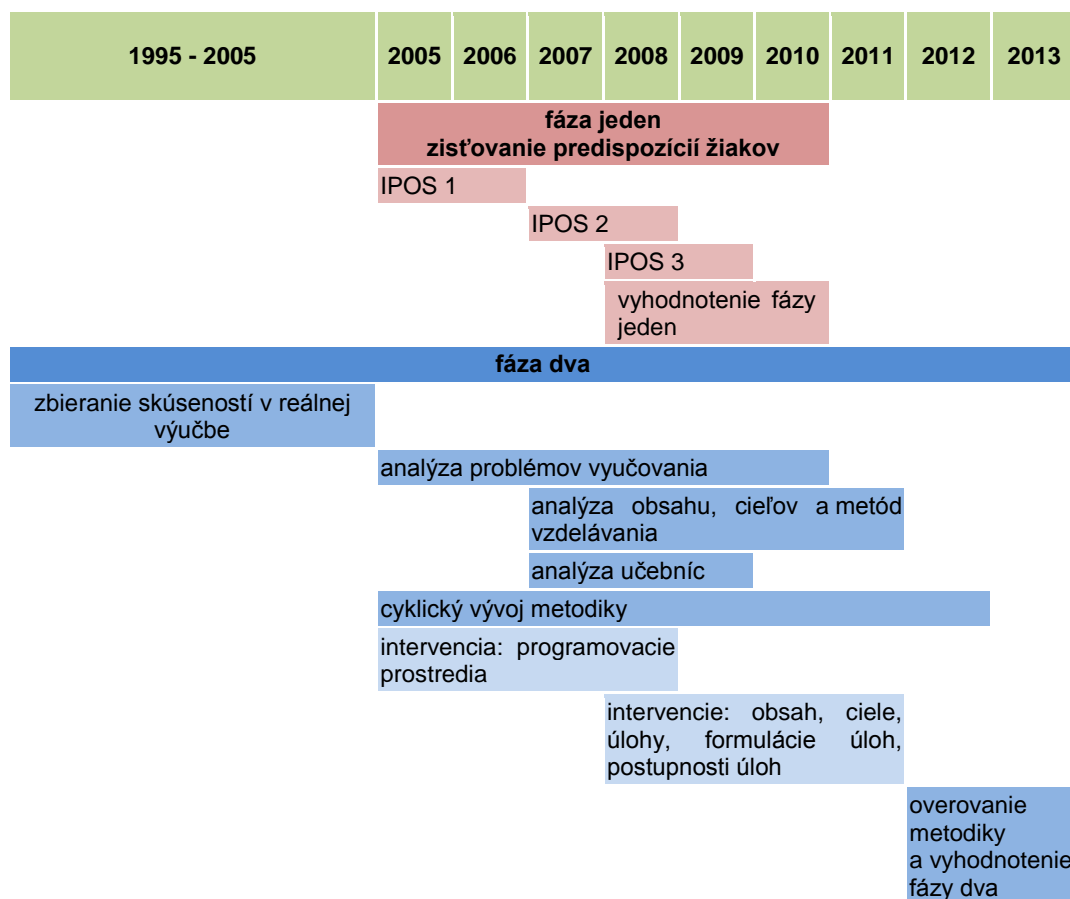 1995 - 2005 2005 2006 2007 2008 2009 2010 2011 2012 2013
fáza jeden
zisťovanie predispozícií žiakov
IPOS 1
IPOS 2
IPOS 3
vyhodnotenie fázy
jeden
fáza dva
zbieranie skúseností v reálnej
výučbe
analýza problémov vyučovania
analýza obsahu, cieľov a metód
vzdelávania
analýza učebníc
cyklický vývoj metodiky
intervencia: programovacie
prostredia
intervencie: obsah, ciele,
úlohy, formulácie úloh,
postupnosti úloh
overovanie
metodiky
a vyhodnotenie
fázy dva